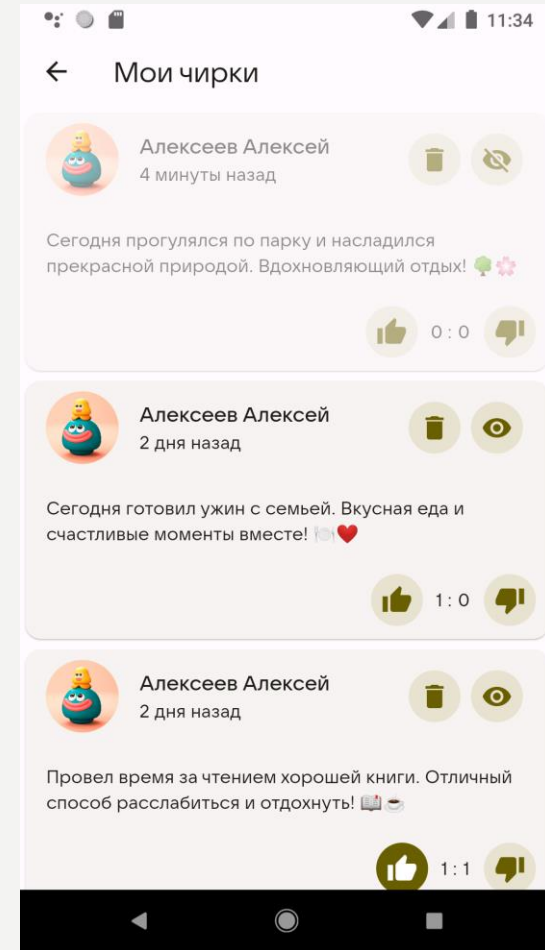 11:34
Мои чирки
Алексеев Алексей
4 минуты назад
Сегодня прогулялся по парку и насладился
прекрасной природой. Вдохновляющий отдых! 🌳🌸
0 : 0
Алексеев Алексей
2 дня назад
Сегодня готовил ужин с семьей. Вкусная еда и
счастливые моменты вместе! 🍽️❤️
1 : 0
Алексеев Алексей
2 дня назад
Провел время за чтением хорошей книги. Отличный
способ расслабиться и отдохнуть! 📖☕
1 : 1